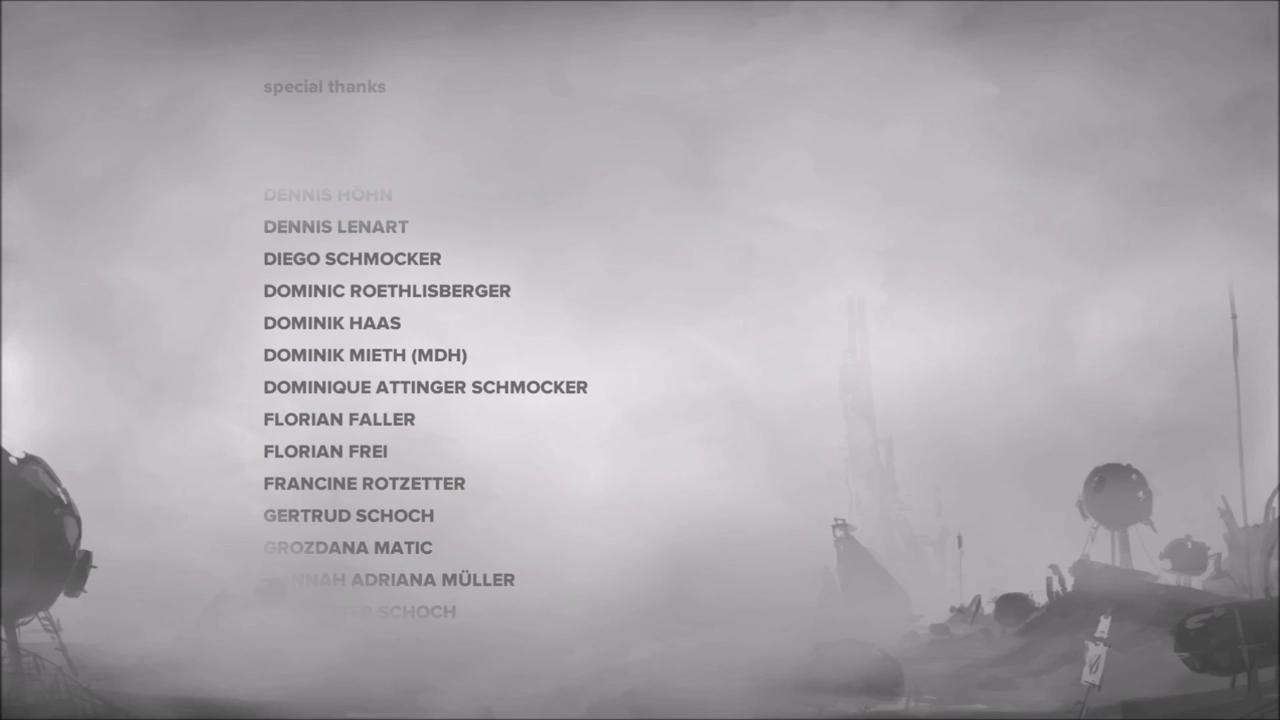 special thanks
DENNIS HÖHN
DENNIS LENART
DIEGO SCHMOCKER
DOMINIC ROETHLISBERGER
DOMINIK HAAS
DOMINIK MIETH (MDH)
DOMINIQUE ATTINGER SCHMOCKER
FLORIAN FALLER
FLORIAN FREI
FRANCINE ROTZETTER
GERTRUD SCHOCH
GROZDANA MATIC
ADRIANA MÜLLER
SCHOCH